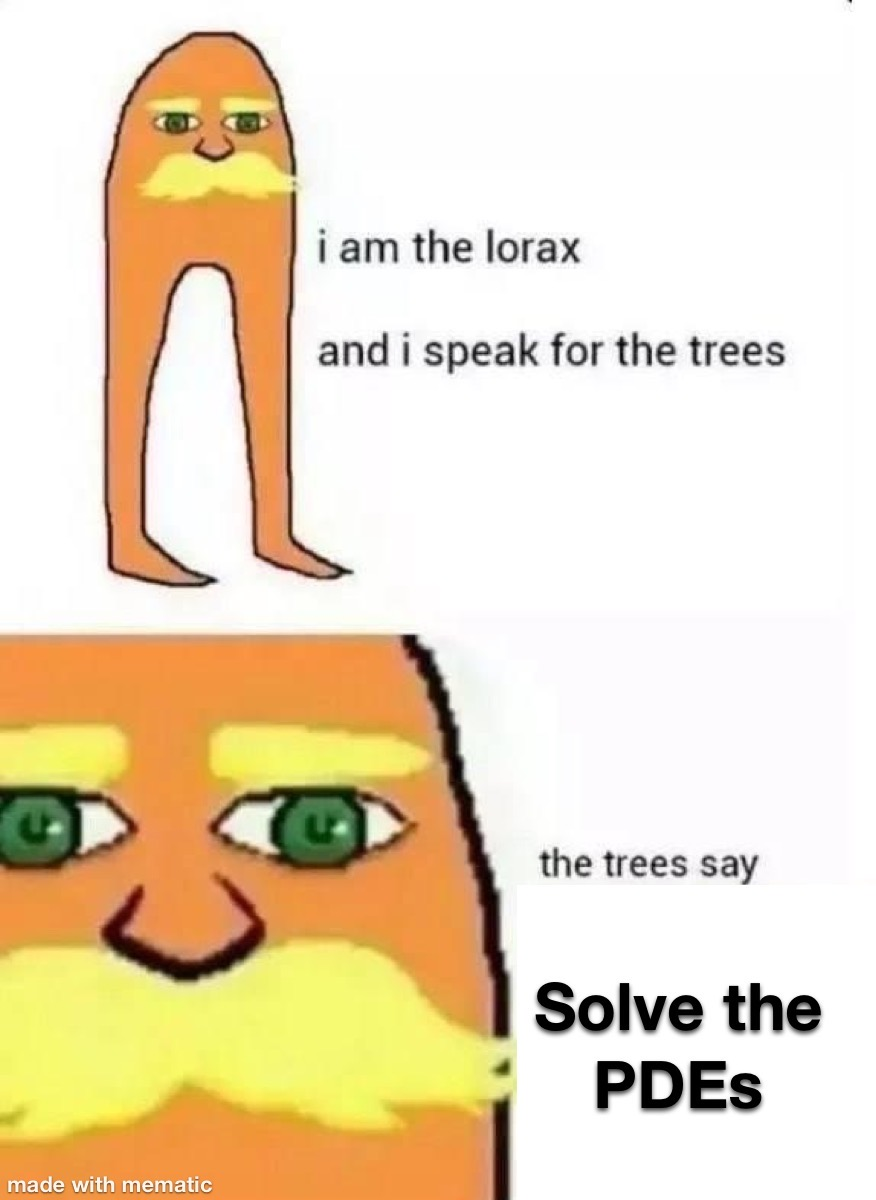 i am the lorax
and i speak for the trees
the trees say
Solve the
PDEs
made with mematic